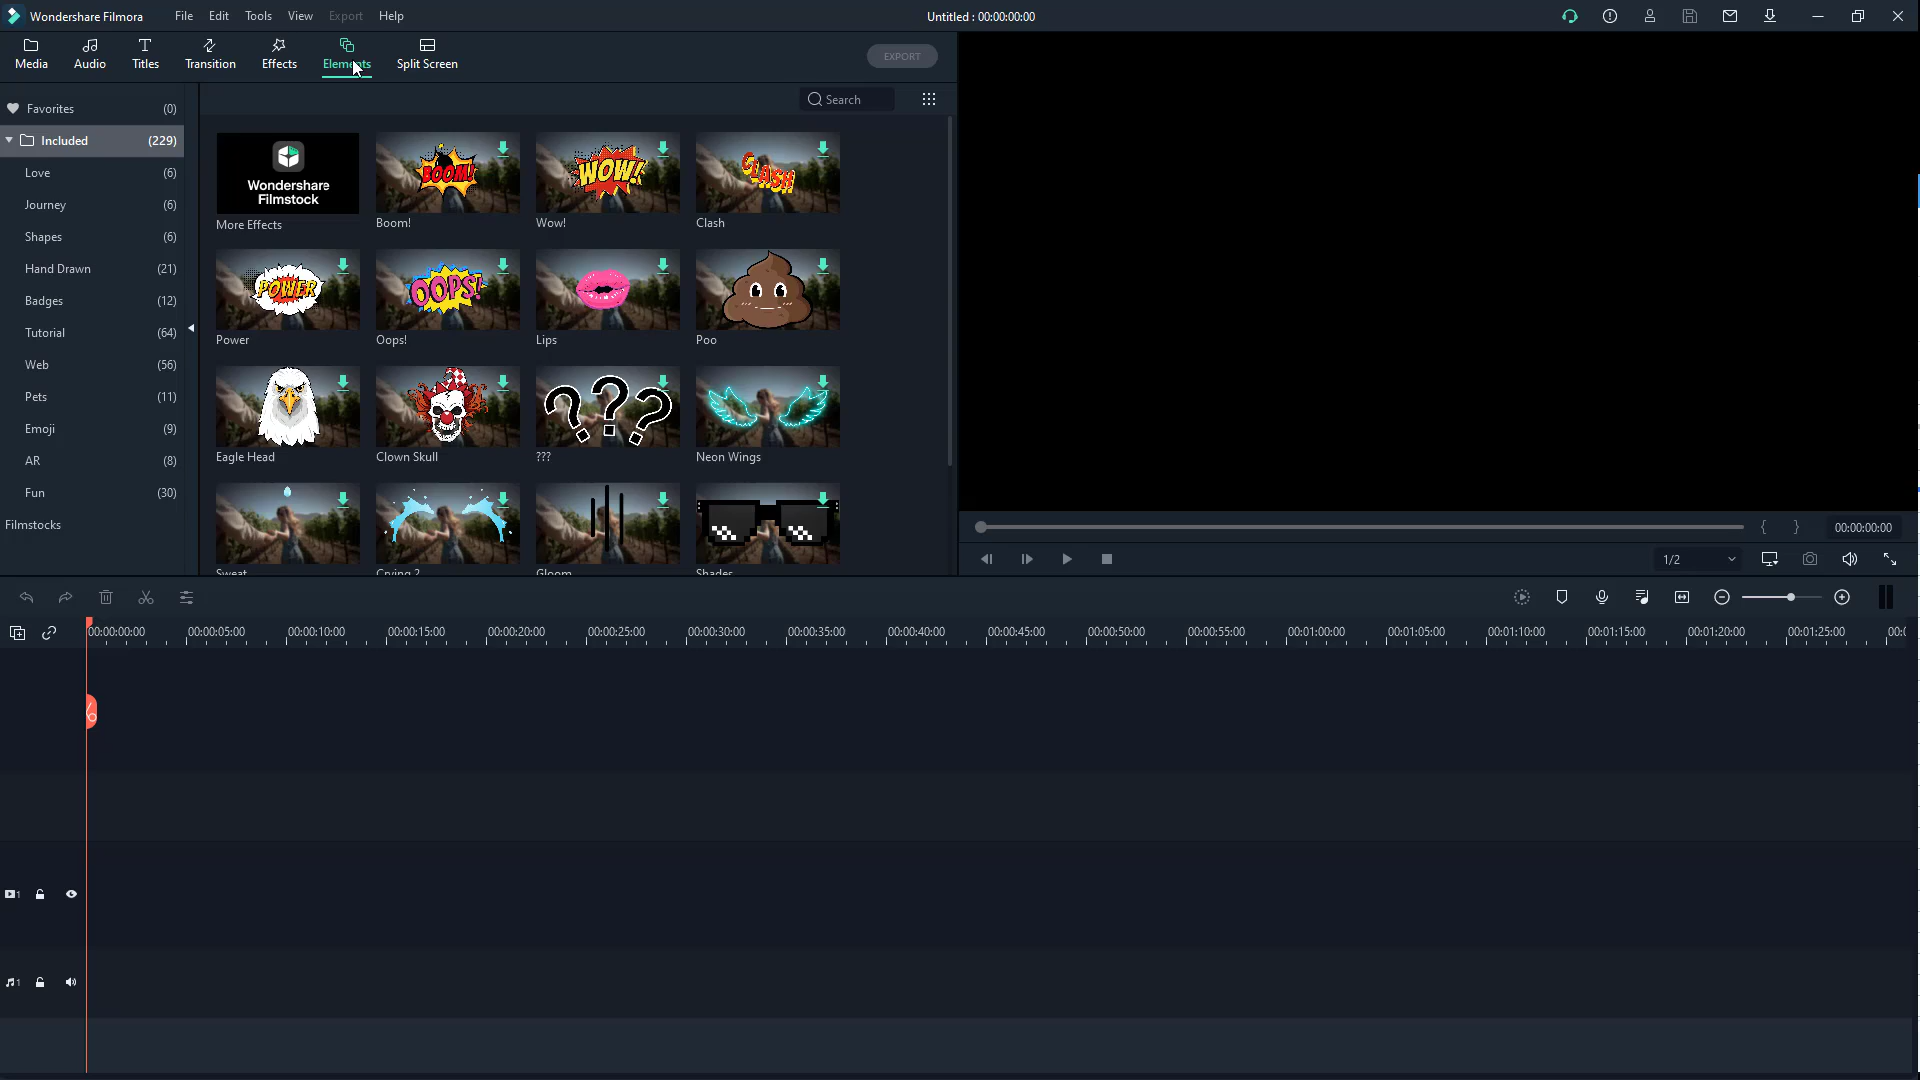 Wondershare Filmora File Edit Tools View Export Help Untitled : 00:00:00:00
Media Audio Titles Transition Effects Elements Split Screen EXPORT
Favorites (0)
Search
Included (229)
Love (6)
Journey (6)
Shapes (6)
Hand Drawn (21)
Badges (12)
Tutorial (64)
Web (56)
Pets (11)
Emoji (9)
AR (8)
Fun (30)
Filmstocks
Wondershare
Filmstock
BOOM!
WOW!
CLASH
More Effects Boom! Wow! Clash
POWER
OOPS!
Power Oops! Lips Poo
???
Eagle Head Clown Skull ??? Neon Wings
Sweat Crying 2 Gloom Shades
{ } 00:00:00:00
1/2
00:00:00:00 00:00:05:00 00:00:10:00 00:00:15:00 00:00:20:00 00:00:25:00 00:00:30:00 00:00:35:00 00:00:40:00 00:00:45:00 00:00:50:00 00:00:55:00 00:01:00:00 00:01:05:00 00:01:10:00 00:01:15:00 00:01:20:00 00:01:25:00
1
1